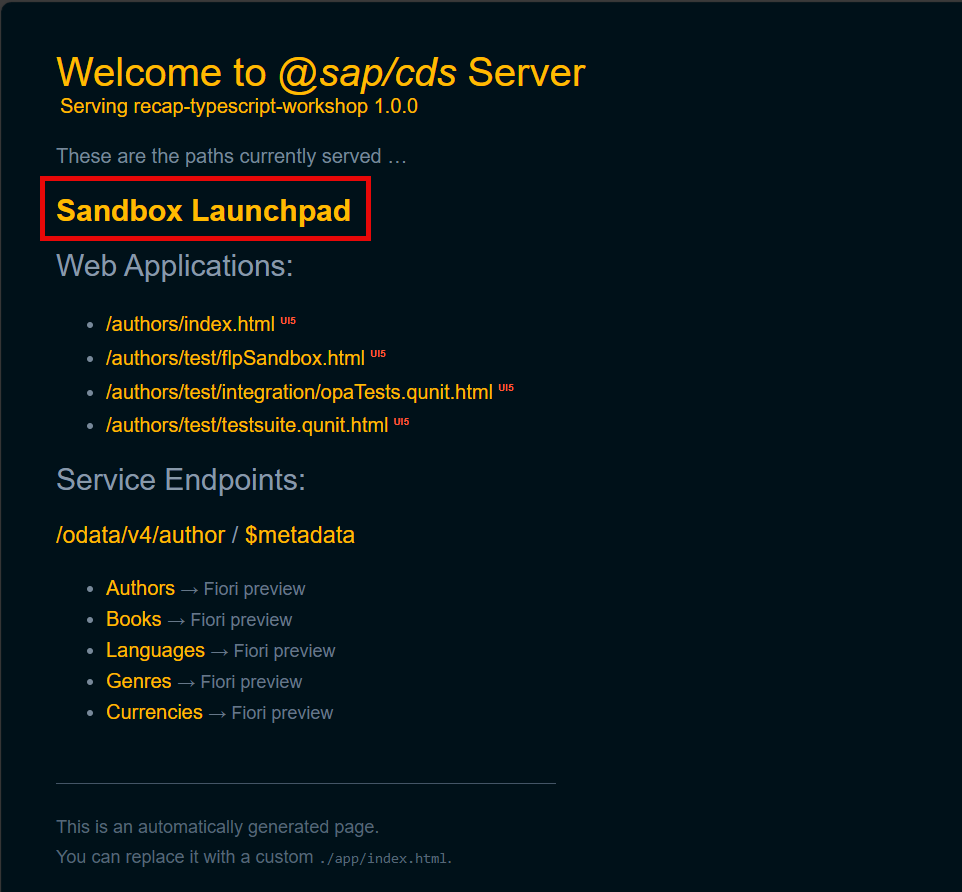 Welcome to @sap/cds Server
Serving recap-typescript-workshop 1.0.0
These are the paths currently served …
Sandbox Launchpad
Web Applications:
/authors/index.html UI5
/authors/test/flpSandbox.html UI5
/authors/test/integration/opaTests.qunit.html UI5
/authors/test/testsuite.qunit.html UI5
Service Endpoints:
/odata/v4/author / $metadata
Authors → Fiori preview
Books → Fiori preview
Languages → Fiori preview
Genres → Fiori preview
Currencies → Fiori preview
This is an automatically generated page.
You can replace it with a custom ./app/index.html.